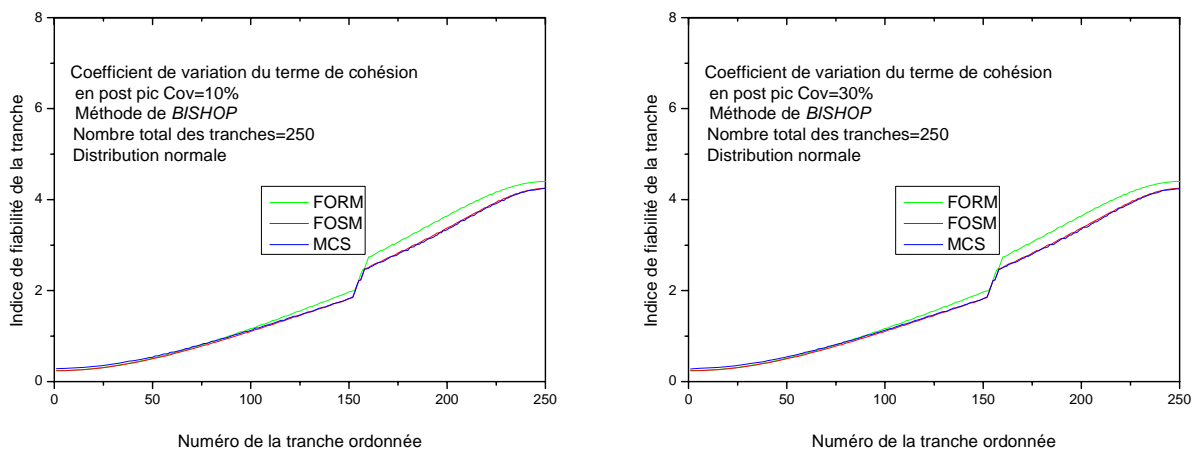 8
6
4
2
0
Indice de fiabilité de la tranche
Coefficient de variation du terme de cohésion
en post pic Cov=10%
Méthode de BISHOP
Nombre total des tranches=250
Distribution normale
FORM
FOSM
MCS
0 50 100 150 200 250
Numéro de la tranche ordonnée
8
6
4
2
0
Indice de fiabilité de la tranche
Coefficient de variation du terme de cohésion
en post pic Cov=30%
Méthode de BISHOP
Nombre total des tranches=250
Distribution normale
FORM
FOSM
MCS
0 50 100 150 200 250
Numéro de la tranche ordonnée